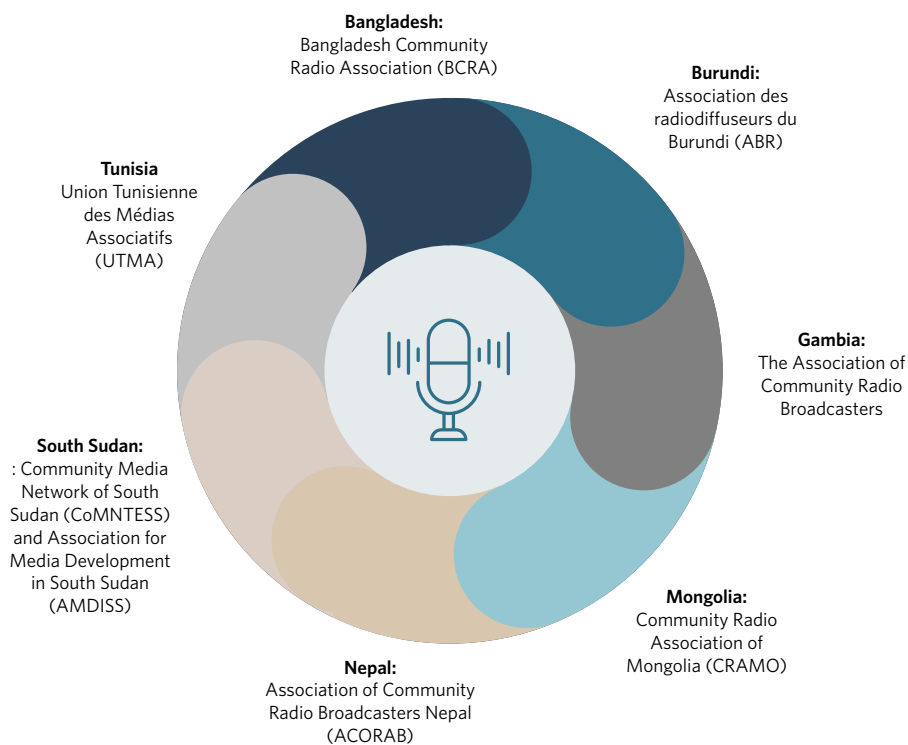 Bangladesh:
Bangladesh Community
Radio Association (BCRA)
Burundi:
Association des
radiodiffuseurs du
Burundi (ABR)
Gambia:
The Association of
Community Radio
Broadcasters
Mongolia:
Community Radio
Association of
Mongolia (CRAMO)
Nepal:
Association of Community
Radio Broadcasters Nepal
(ACORAB)
South Sudan:
: Community Media
Network of South
Sudan (CoMNTESS)
and Association for
Media Development
in South Sudan
(AMDISS)
Tunisia
Union Tunisienne
des Médias
Associatifs
(UTMA)